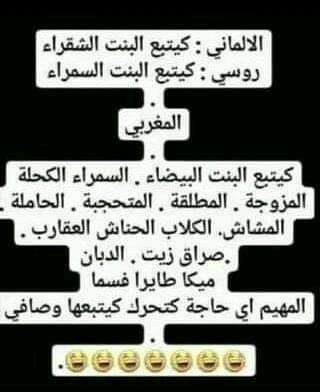 الالماني : كيتبع البنت الشقراء
روسي : كيتبع البنت السمراء
.
المغربي
.
كيتبع البنت البيضاء . السمراء الكحلة
المزوجة . المطلقة . المتحجبة . الحاملة .
المشاش. الكلاب الحناش العقارب .
.صراق زيت . الدبان
ميكا طايرا فسما
المهيم اي حاجة كتحرك كيتبعها وصافي
.
😂😂😂😂😂😂😂.